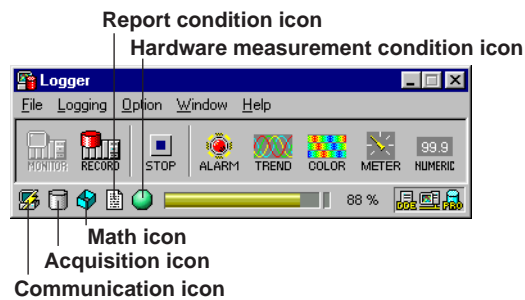 Report condition icon
Hardware measurement condition icon
Logger
File Logging Option Window Help
MONITOR RECORD STOP ALARM TREND COLOR METER 99.9 NUMERIC
88 % DDE PRO
Math icon
Acquisition icon
Communication icon